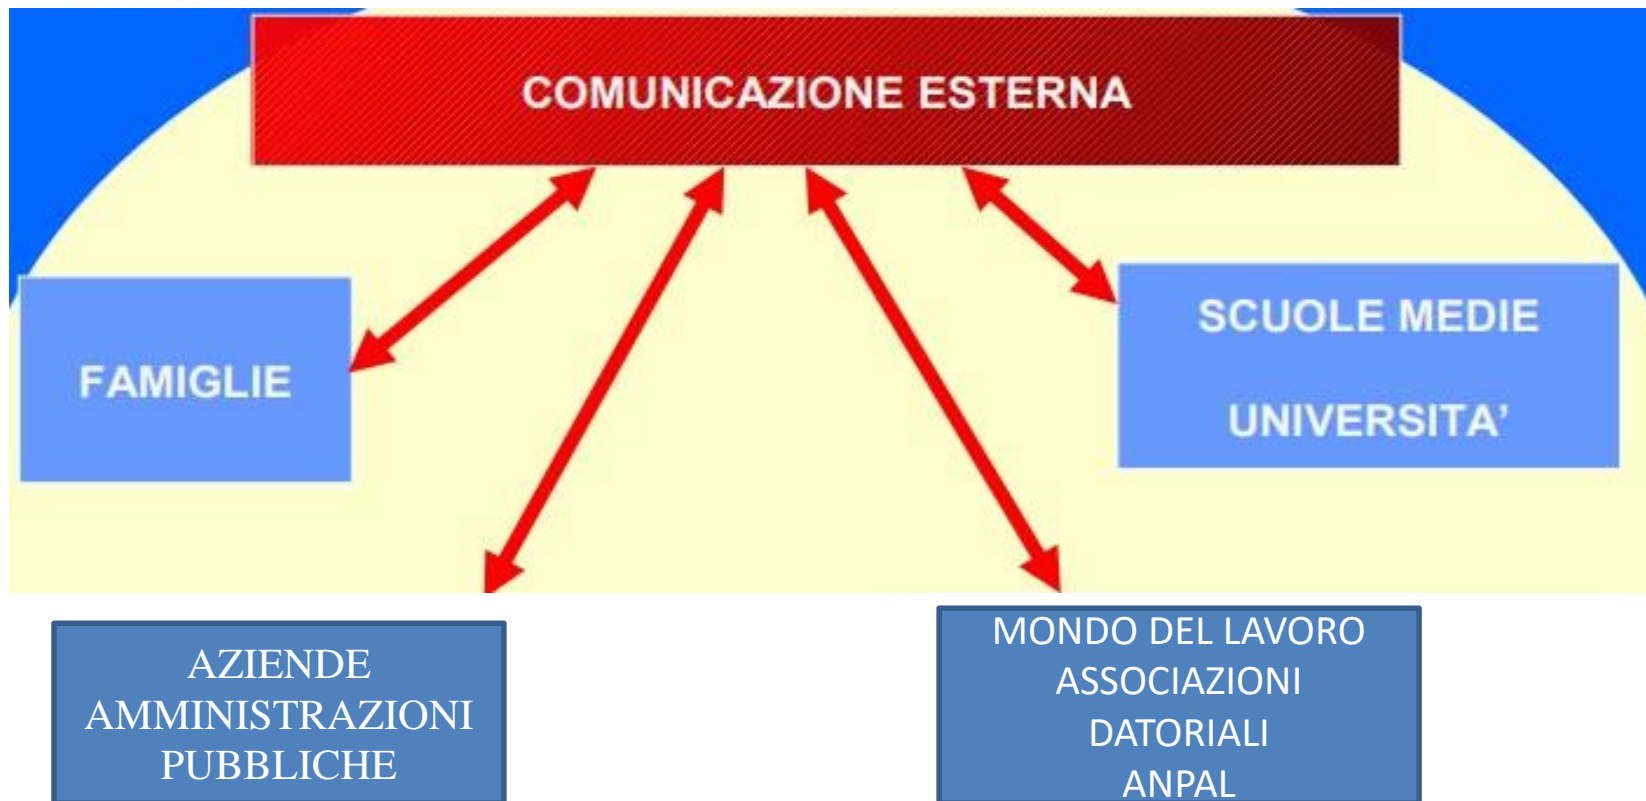 COMUNICAZIONE ESTERNA
FAMIGLIE
SCUOLE MEDIE
UNIVERSITA’
AZIENDE
AMMINISTRAZIONI
PUBBLICHE
MONDO DEL LAVORO
ASSOCIAZIONI
DATORIALI
ANPAL